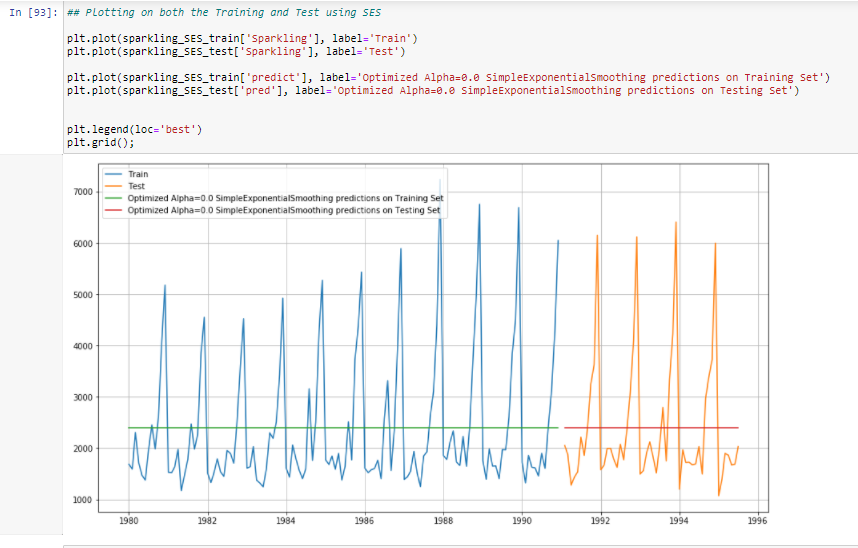 In [93]: ## Plotting on both the Training and Test using SES
plt.plot(sparkling_SES_train['Sparkling'], label='Train')
plt.plot(sparkling_SES_test['Sparkling'], label='Test')
plt.plot(sparkling_SES_train['predict'], label='Optimized Alpha=0.0 SimpleExponentialSmoothing predictions on Training Set')
plt.plot(sparkling_SES_test['pred'], label='Optimized Alpha=0.0 SimpleExponentialSmoothing predictions on Testing Set')
plt.legend(loc='best')
plt.grid();
Train
Test
Optimized Alpha=0.0 SimpleExponentialSmoothing predictions on Training Set
Optimized Alpha=0.0 SimpleExponentialSmoothing predictions on Testing Set
7000
6000
5000
4000
3000
2000
1000
1980 1982 1984 1986 1988 1990 1992 1994 1996